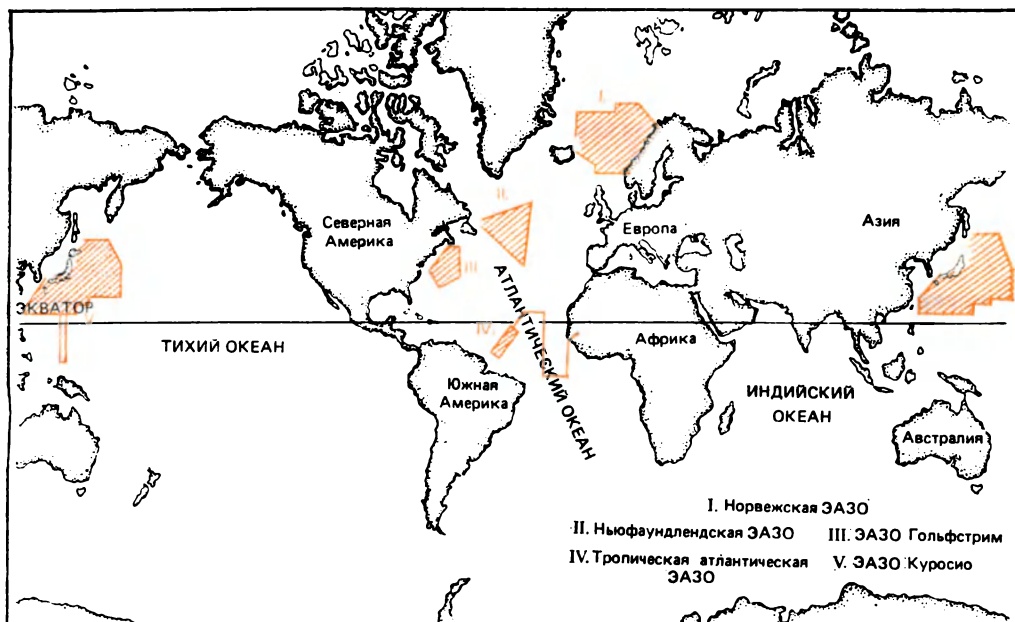 I.
II.
Северная
Америка
Европа
Азия
III
АТЛАНТИЧЕСКИЙ ОКЕАН
ЭКВАТОР
V
IV.
ТИХИЙ ОКЕАН
Африка
Южная
Америка
ИНДИЙСКИЙ
ОКЕАН
Австралия
I. Норвежская ЭАЗО
II. Ньюфаундлендская ЭАЗО III. ЭАЗО Гольфстрим
IV. Тропическая атлантическая V. ЭАЗО Куросио
ЭАЗО